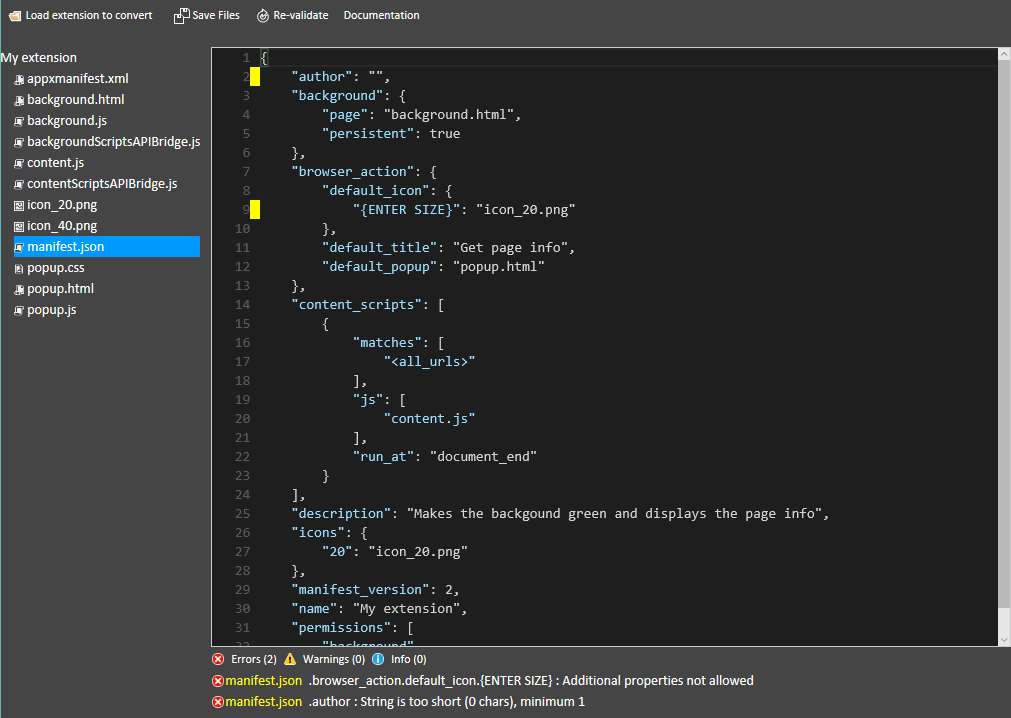 Load extension to convert Save Files Re-validate Documentation
My extension
appxmanifest.xml
background.html
background.js
backgroundScriptsAPIBridge.js
content.js
contentScriptsAPIBridge.js
icon_20.png
icon_40.png
manifest.json
popup.css
popup.html
popup.js
1 {
2 "author": "",
3 "background": {
4 "page": "background.html",
5 "persistent": true
6 },
7 "browser_action": {
8 "default_icon": {
9 "{ENTER SIZE}": "icon_20.png"
10 },
11 "default_title": "Get page info",
12 "default_popup": "popup.html"
13 },
14 "content_scripts": [
15 {
16 "matches": [
17 "<all_urls>"
18 ],
19 "js": [
20 "content.js"
21 ],
22 "run_at": "document_end"
23 }
24 ],
25 "description": "Makes the backgound green and displays the page info",
26 "icons": {
27 "20": "icon_20.png"
28 },
29 "manifest_version": 2,
30 "name": "My extension",
31 "permissions": [
32 "background"
Errors (2) Warnings (0) Info (0)
manifest.json .browser_action.default_icon.{ENTER SIZE} : Additional properties not allowed
manifest.json .author : String is too short (0 chars), minimum 1